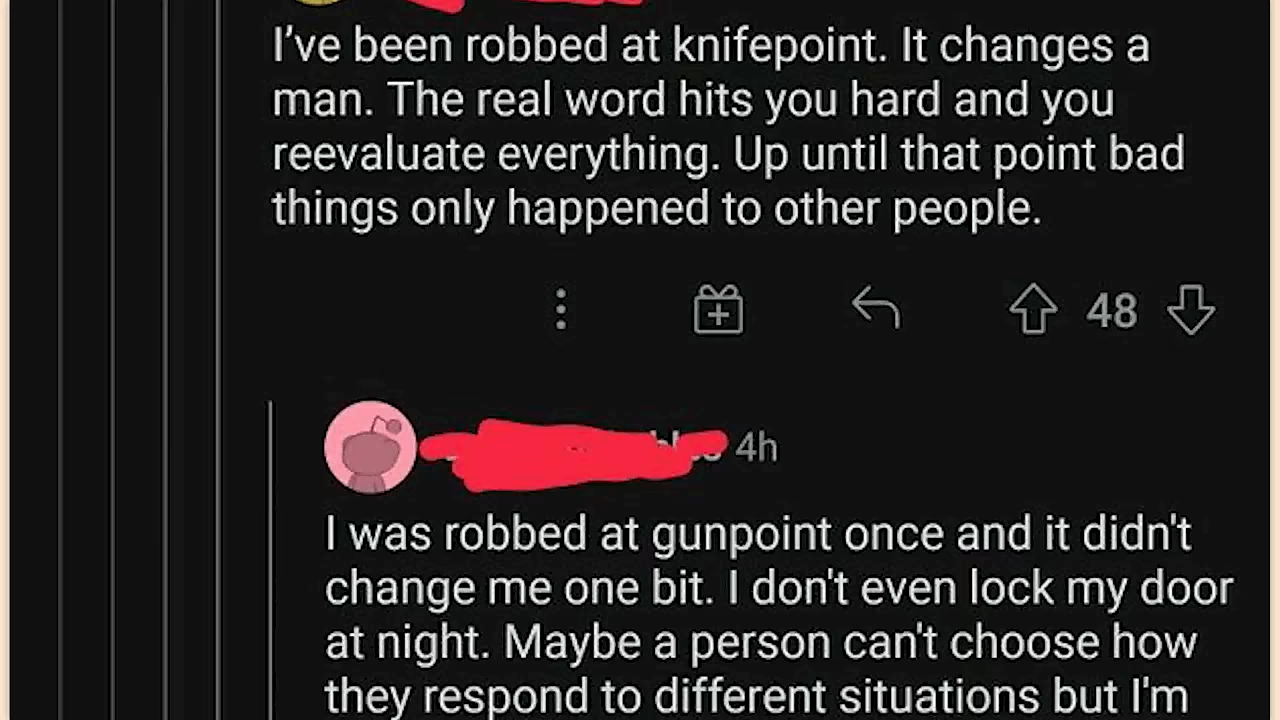 I’ve been robbed at knifepoint. It changes a
man. The real word hits you hard and you
reevaluate everything. Up until that point bad
things only happened to other people.
48
4h
I was robbed at gunpoint once and it didn't
change me one bit. I don't even lock my door
at night. Maybe a person can't choose how
they respond to different situations but I'm